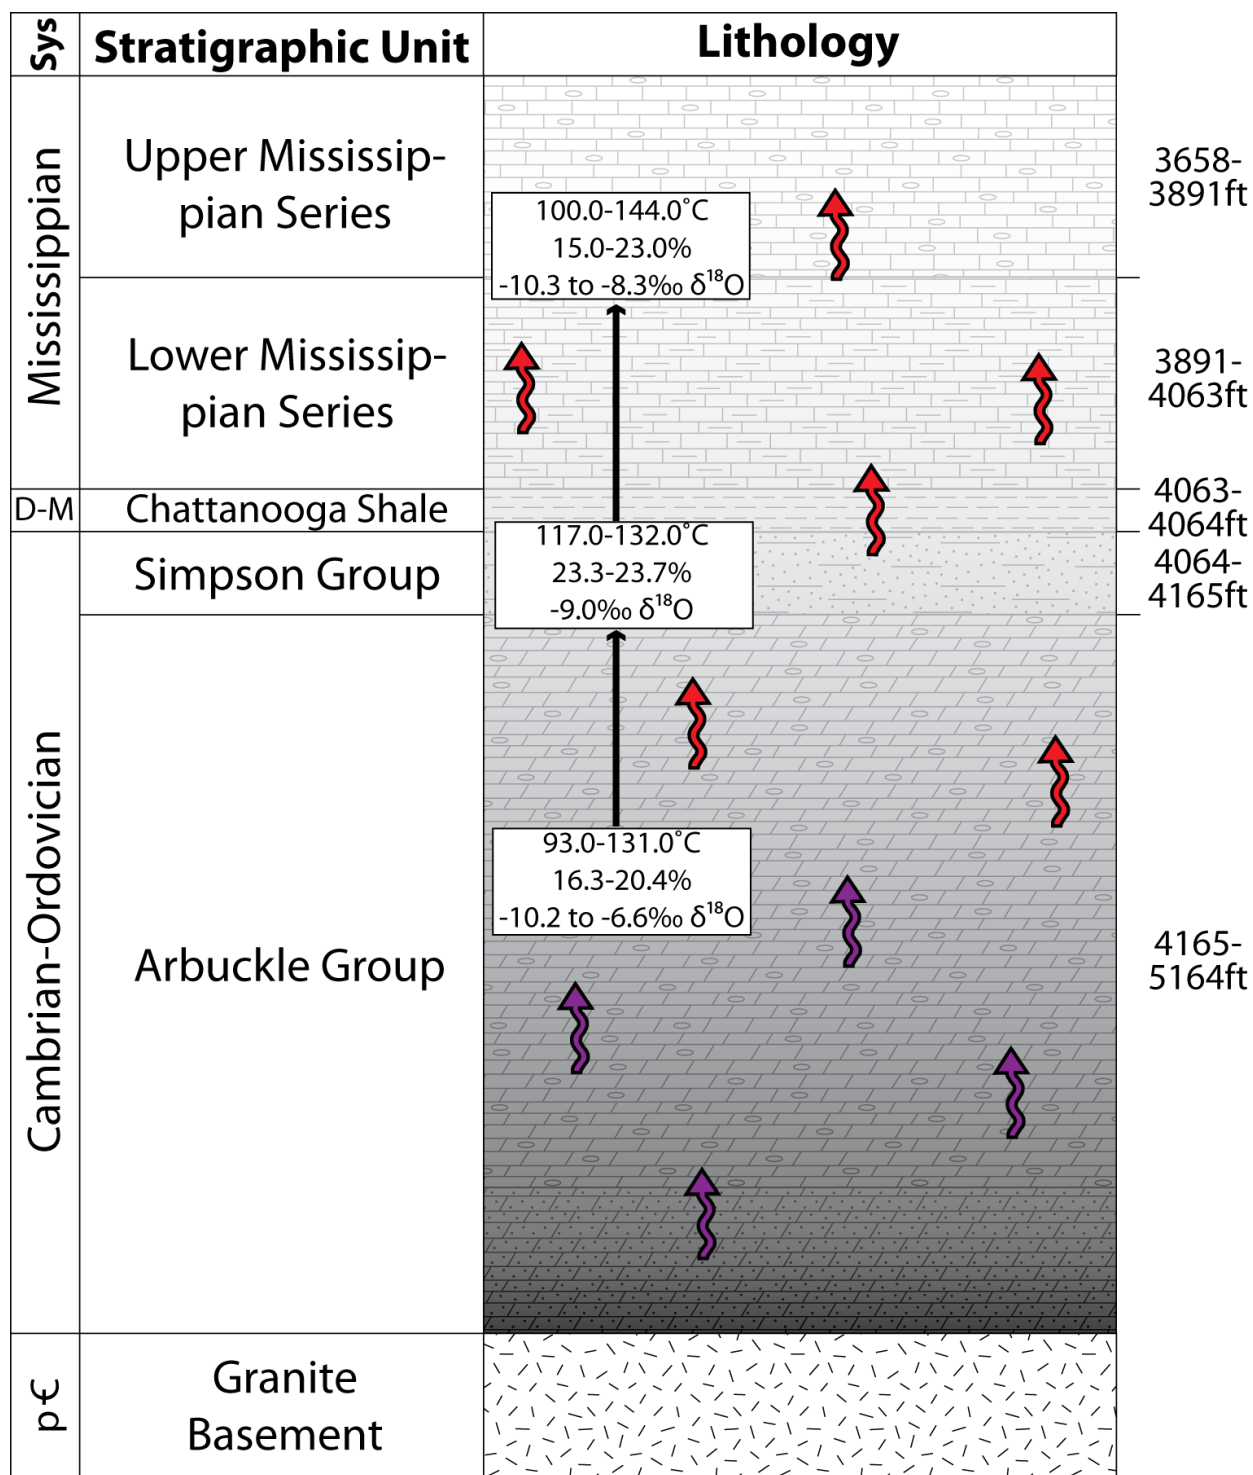 Sys
Stratigraphic Unit
Lithology
Mississippian
Upper Mississip-
pian Series
100.0-144.0˚C
15.0-23.0%
-10.3 to -8.3‰ δ¹⁸O
3658-
3891ft
Lower Mississip-
pian Series
3891-
4063ft
D-M
Chattanooga Shale
4063-
4064ft
Cambrian-Ordovician
Simpson Group
117.0-132.0˚C
23.3-23.7%
-9.0‰ δ¹⁸O
4064-
4165ft
Arbuckle Group
93.0-131.0˚C
16.3-20.4%
-10.2 to -6.6‰ δ¹⁸O
4165-
5164ft
p-Є
Granite
Basement